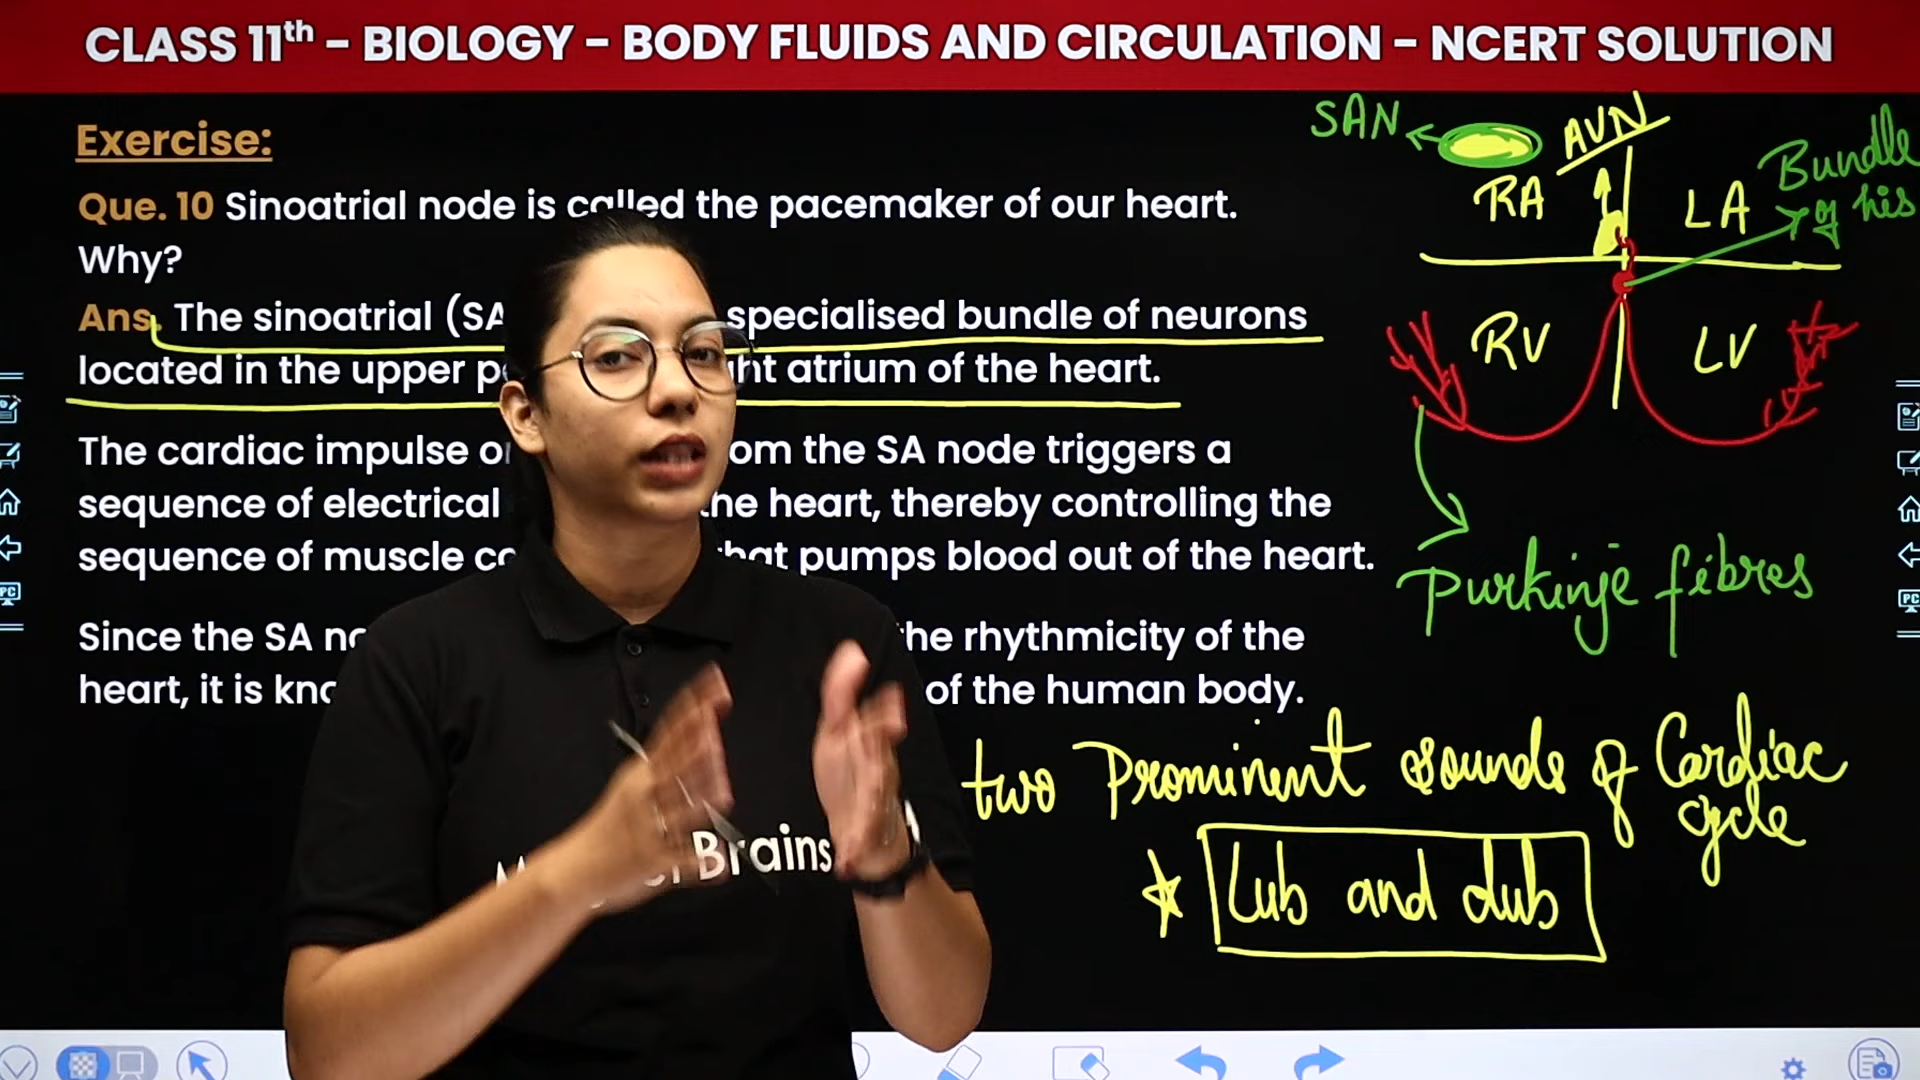 CLASS 11th – BIOLOGY – BODY FLUIDS AND CIRCULATION – NCERT SOLUTION
Exercise:
Que. 10 Sinoatrial node is called the pacemaker of our heart.
Why?
Ans. The sinoatrial (SA specialised bundle of neurons
located in the upper atrium of the heart.
The cardiac impulse the SA node triggers a
sequence of electrical the heart, thereby controlling the
sequence of muscle that pumps blood out of the heart.
Since the SA the rhythmicity of the
heart, it is of the human body.
SAN
AVN
RA
LA
Bundle
of his
RV
LV
Purkinje fibres
two Prominent sounds of Cardiac
cycle
Lub and dub
Brains
PC
PC